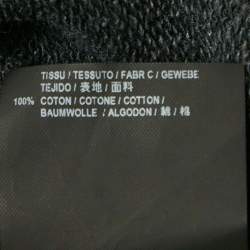 TISSU / TESSUTO / FABR C / GEWEBE
TEJIDO / 表地 / 面料
100% COTON / COTONE / COTTON /
BAUMWOLLE / ALGODON / 綿 / 棉